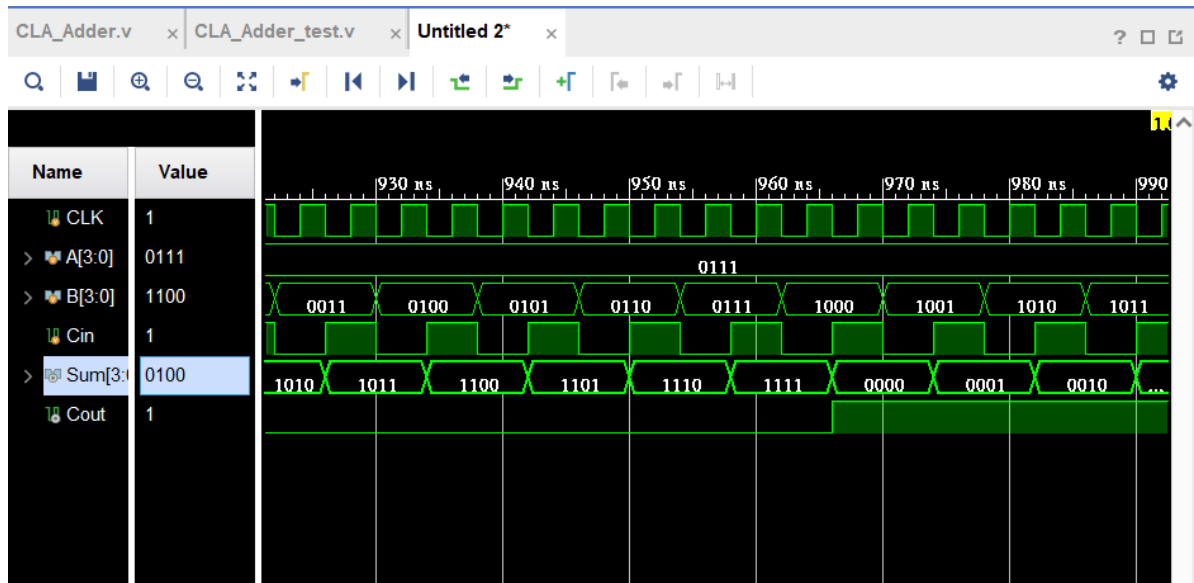 CLA_Adder.v × CLA_Adder_test.v × Untitled 2* ×
Name Value
930 ns 940 ns 950 ns 960 ns 970 ns 980 ns 990
CLK 1
A[3:0] 0111 0111
B[3:0] 1100 0011 0100 0101 0110 0111 1000 1001 1010 1011
Cin 1
Sum[3: 0100 1010 1011 1100 1101 1110 1111 0000 0001 0010 ...
Cout 1